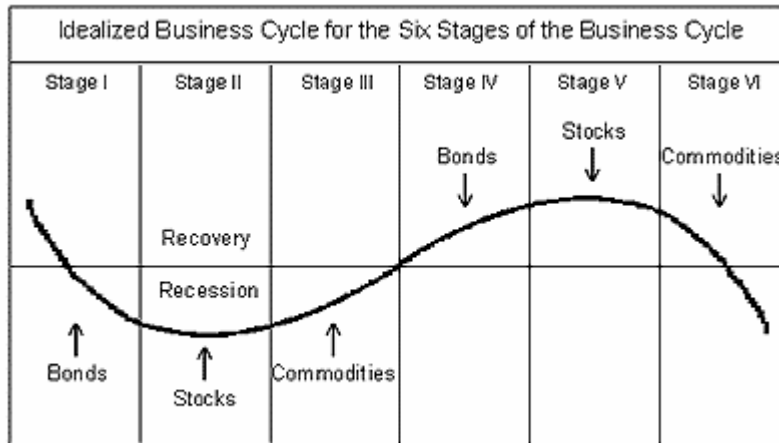 Idealized Business Cycle for the Six Stages of the Business Cycle
Stage I Stage II Stage III Stage IV Stage V Stage VI
Stocks
Bonds Commodities
Recovery
Recession
Bonds Commodities
Stocks